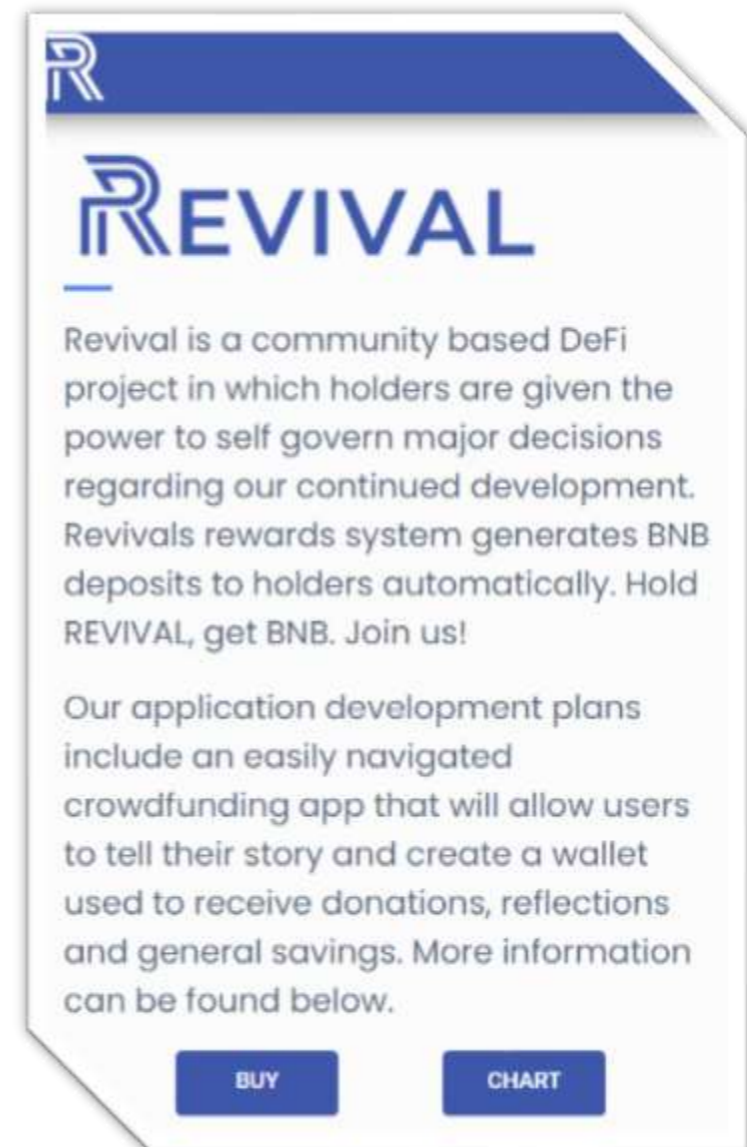 R
REVIVAL
Revival is a community based DeFi
project in which holders are given the
power to self govern major decisions
regarding our continued development.
Revivals rewards system generates BNB
deposits to holders automatically. Hold
REVIVAL, get BNB. Join us!
Our application development plans
include an easily navigated
crowdfunding app that will allow users
to tell their story and create a wallet
used to receive donations, reflections
and general savings. More information
can be found below.
BUY CHART